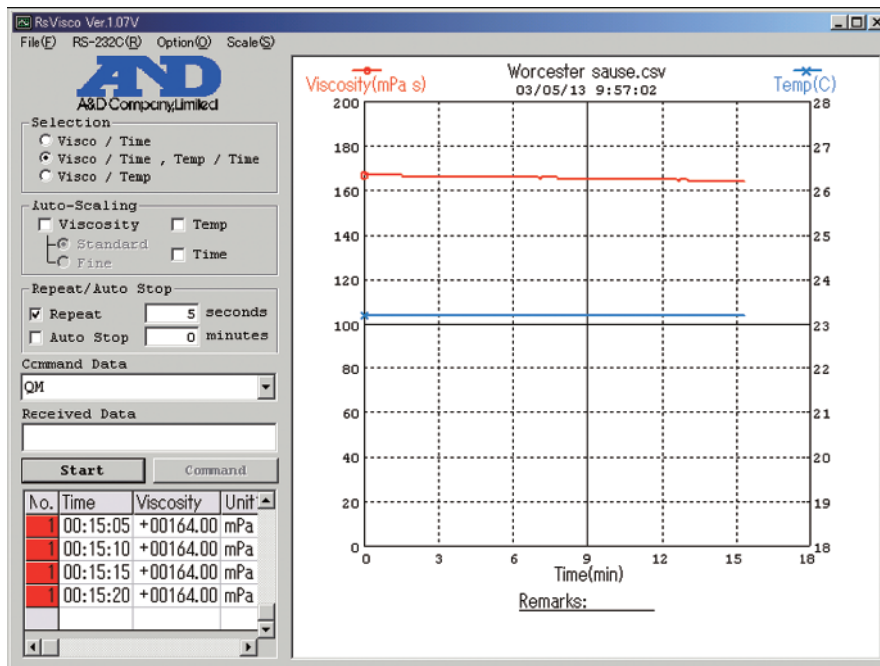 RsVisco Ver.1.07V
File(F) RS-232C(R) Option(O) Scale(S)
AND
A&D Company,Limited
Selection
Visco / Time
Visco / Time , Temp / Time
Visco / Temp
Auto-Scaling
Viscosity Temp
Standard
Fine
Time
Repeat/Auto Stop
Repeat 5 seconds
Auto Stop 0 minutes
Command Data
QM
Received Data
Start Command
No. Time Viscosity Unit
1 00:15:05 +00164.00 mPa
1 00:15:10 +00164.00 mPa
1 00:15:15 +00164.00 mPa
1 00:15:20 +00164.00 mPa
Worcester sause.csv
03/05/13 9:57:02
Viscosity(mPa s) Temp(C)
200 28
180 27
160 26
140 25
120 24
100 23
80 22
60 21
40 20
20 19
0 18
0 3 6 9 12 15 18
Time(min)
Remarks: